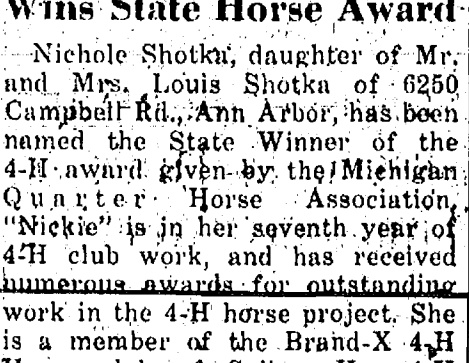 Wins State Horse Award
Nichole Shotka, daughter of Mr.
and Mrs. Louis Shotka of 6250
Campbell Rd., Ann Arbor, has been
named the State Winner of the
4-H award given by the Michigan
Quarter Horse Association.
"Nickie" is in her seventh year of
4-H club work, and has received
numerous awards for outstanding
work in the 4-H horse project. She
is a member of the Brand-X 4-H